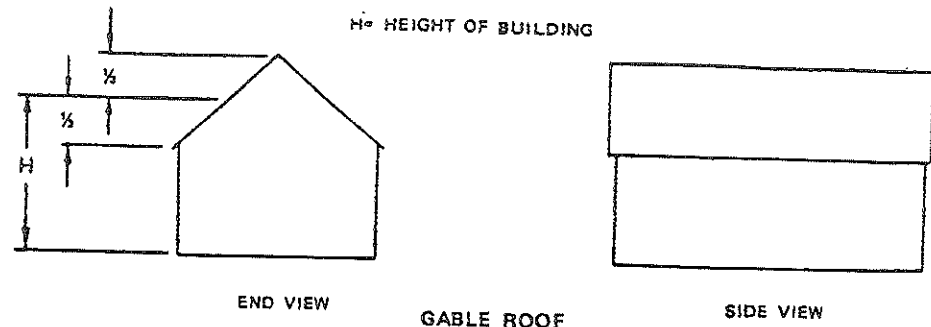 H= HEIGHT OF BUILDING
½
½
H
END VIEW
SIDE VIEW
GABLE ROOF